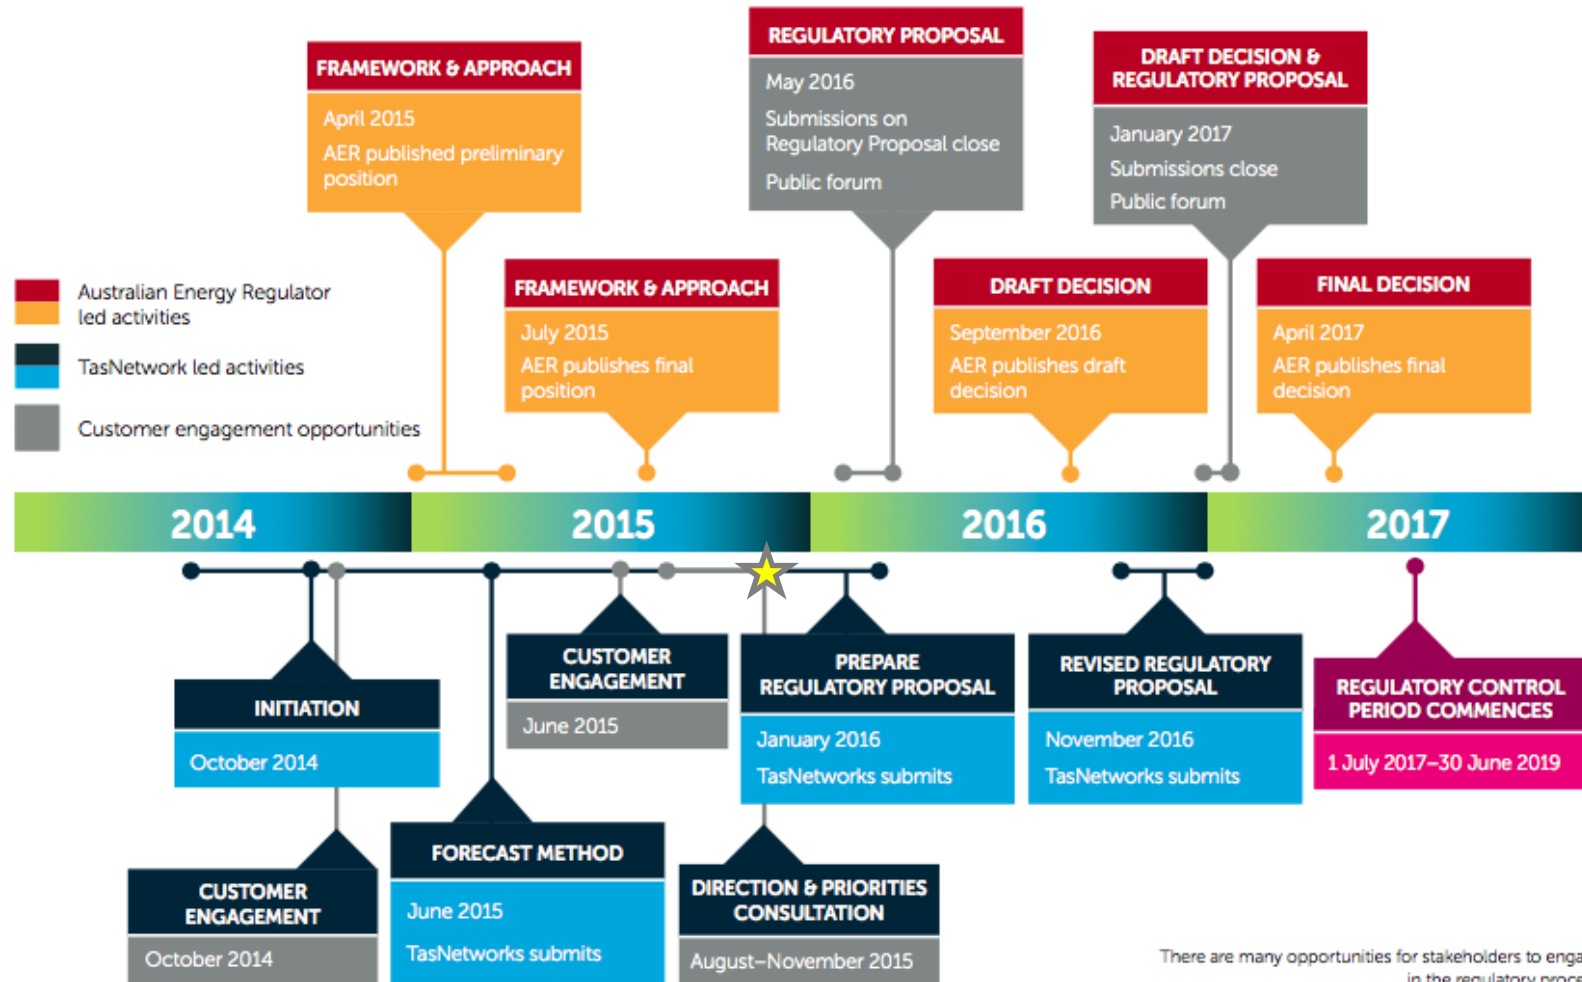 REGULATORY PROPOSAL
May 2016
Submissions on
Regulatory Proposal close
Public forum
DRAFT DECISION &
REGULATORY PROPOSAL
January 2017
Submissions close
Public forum
FRAMEWORK & APPROACH
April 2015
AER published preliminary
position
Australian Energy Regulator
led activities
TasNetwork led activities
Customer engagement opportunities
FRAMEWORK & APPROACH
July 2015
AER publishes final
position
DRAFT DECISION
September 2016
AER publishes draft
decision
FINAL DECISION
April 2017
AER publishes final
decision
2014
2015
2016
2017
INITIATION
October 2014
CUSTOMER
ENGAGEMENT
October 2014
FORECAST METHOD
June 2015
TasNetworks submits
CUSTOMER
ENGAGEMENT
June 2015
DIRECTION & PRIORITIES
CONSULTATION
August–November 2015
PREPARE
REGULATORY PROPOSAL
January 2016
TasNetworks submits
REVISED REGULATORY
PROPOSAL
November 2016
TasNetworks submits
REGULATORY CONTROL
PERIOD COMMENCES
1 July 2017–30 June 2019
There are many opportunities for stakeholders to enga
in the regulatory proce